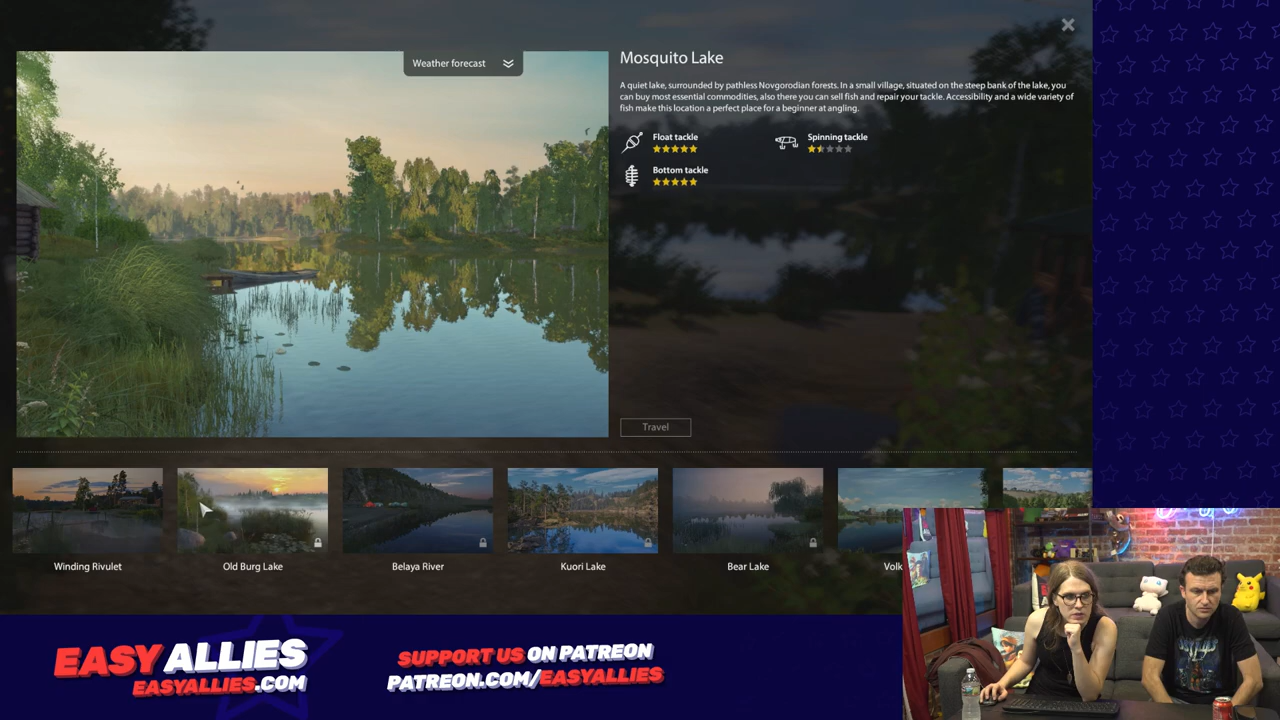 Weather forecast
Mosquito Lake
A quiet lake, surrounded by pathless Novgorodian forests. In a small village, situated on the steep bank of the lake, you
can buy most essential commodities, also there you can sell fish and repair your tackle. Accessibility and a wide variety of
fish make this location a perfect place for a beginner at angling.
Float tackle
Spinning tackle
Bottom tackle
Travel
Winding Rivulet
Old Burg Lake
Belaya River
Kuori Lake
Bear Lake
Volk
EASY ALLIES
EASYALLIES.COM
SUPPORT US ON PATREON
PATREON.COM/EASYALLIES